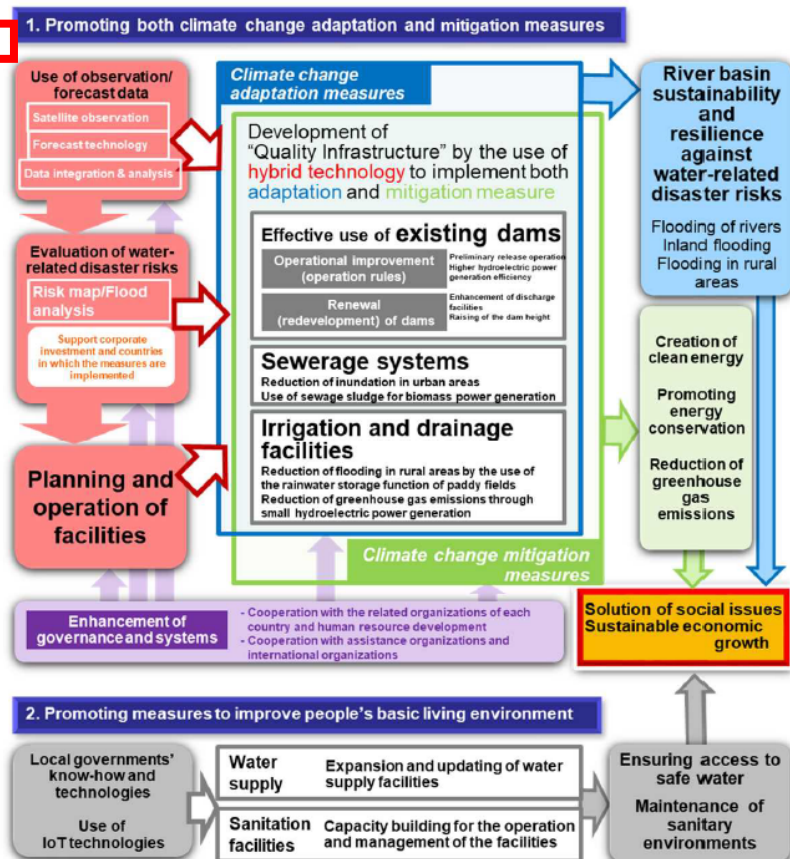 1. Promoting both climate change adaptation and mitigation measures
Use of observation/
forecast data
Satellite observation
Forecast technology
Data integration & analysis
Evaluation of water-
related disaster risks
Risk map/Flood
analysis
Support corporate
investment and countries
in which the measures are
implemented
Planning and
operation of
facilities
Climate change
adaptation measures
Development of
“Quality Infrastructure” by the use of
hybrid technology to implement both
adaptation and mitigation measure
Effective use of existing dams
Operational improvement
(operation rules)
Preliminary release operation
Higher hydroelectric power
generation efficiency
Renewal
(redevelopment) of dams
Enhancement of discharge
facilities
Raising of the dam height
Sewerage systems
Reduction of inundation in urban areas
Use of sewage sludge for biomass power generation
Irrigation and drainage
facilities
Reduction of flooding in rural areas by the use of
the rainwater storage function of paddy fields
Reduction of greenhouse gas emissions through
small hydroelectric power generation
Climate change mitigation
measures
River basin
sustainability
and
resilience
against
water-related
disaster risks
Flooding of rivers
Inland flooding
Flooding in rural
areas
Creation of
clean energy
Promoting
energy
conservation
Reduction of
greenhouse
gas
emissions
Enhancement of
governance and systems
- Cooperation with the related organizations of each
country and human resource development
- Cooperation with assistance organizations and
international organizations
Solution of social issues
Sustainable economic
growth
2. Promoting measures to improve people's basic living environment
Local governments'
know-how and
technologies
Use of
IoT technologies
Water
supply
Expansion and updating of water
supply facilities
Sanitation
facilities
Capacity building for the operation
and management of the facilities
Ensuring access to
safe water
Maintenance of
sanitary
environments